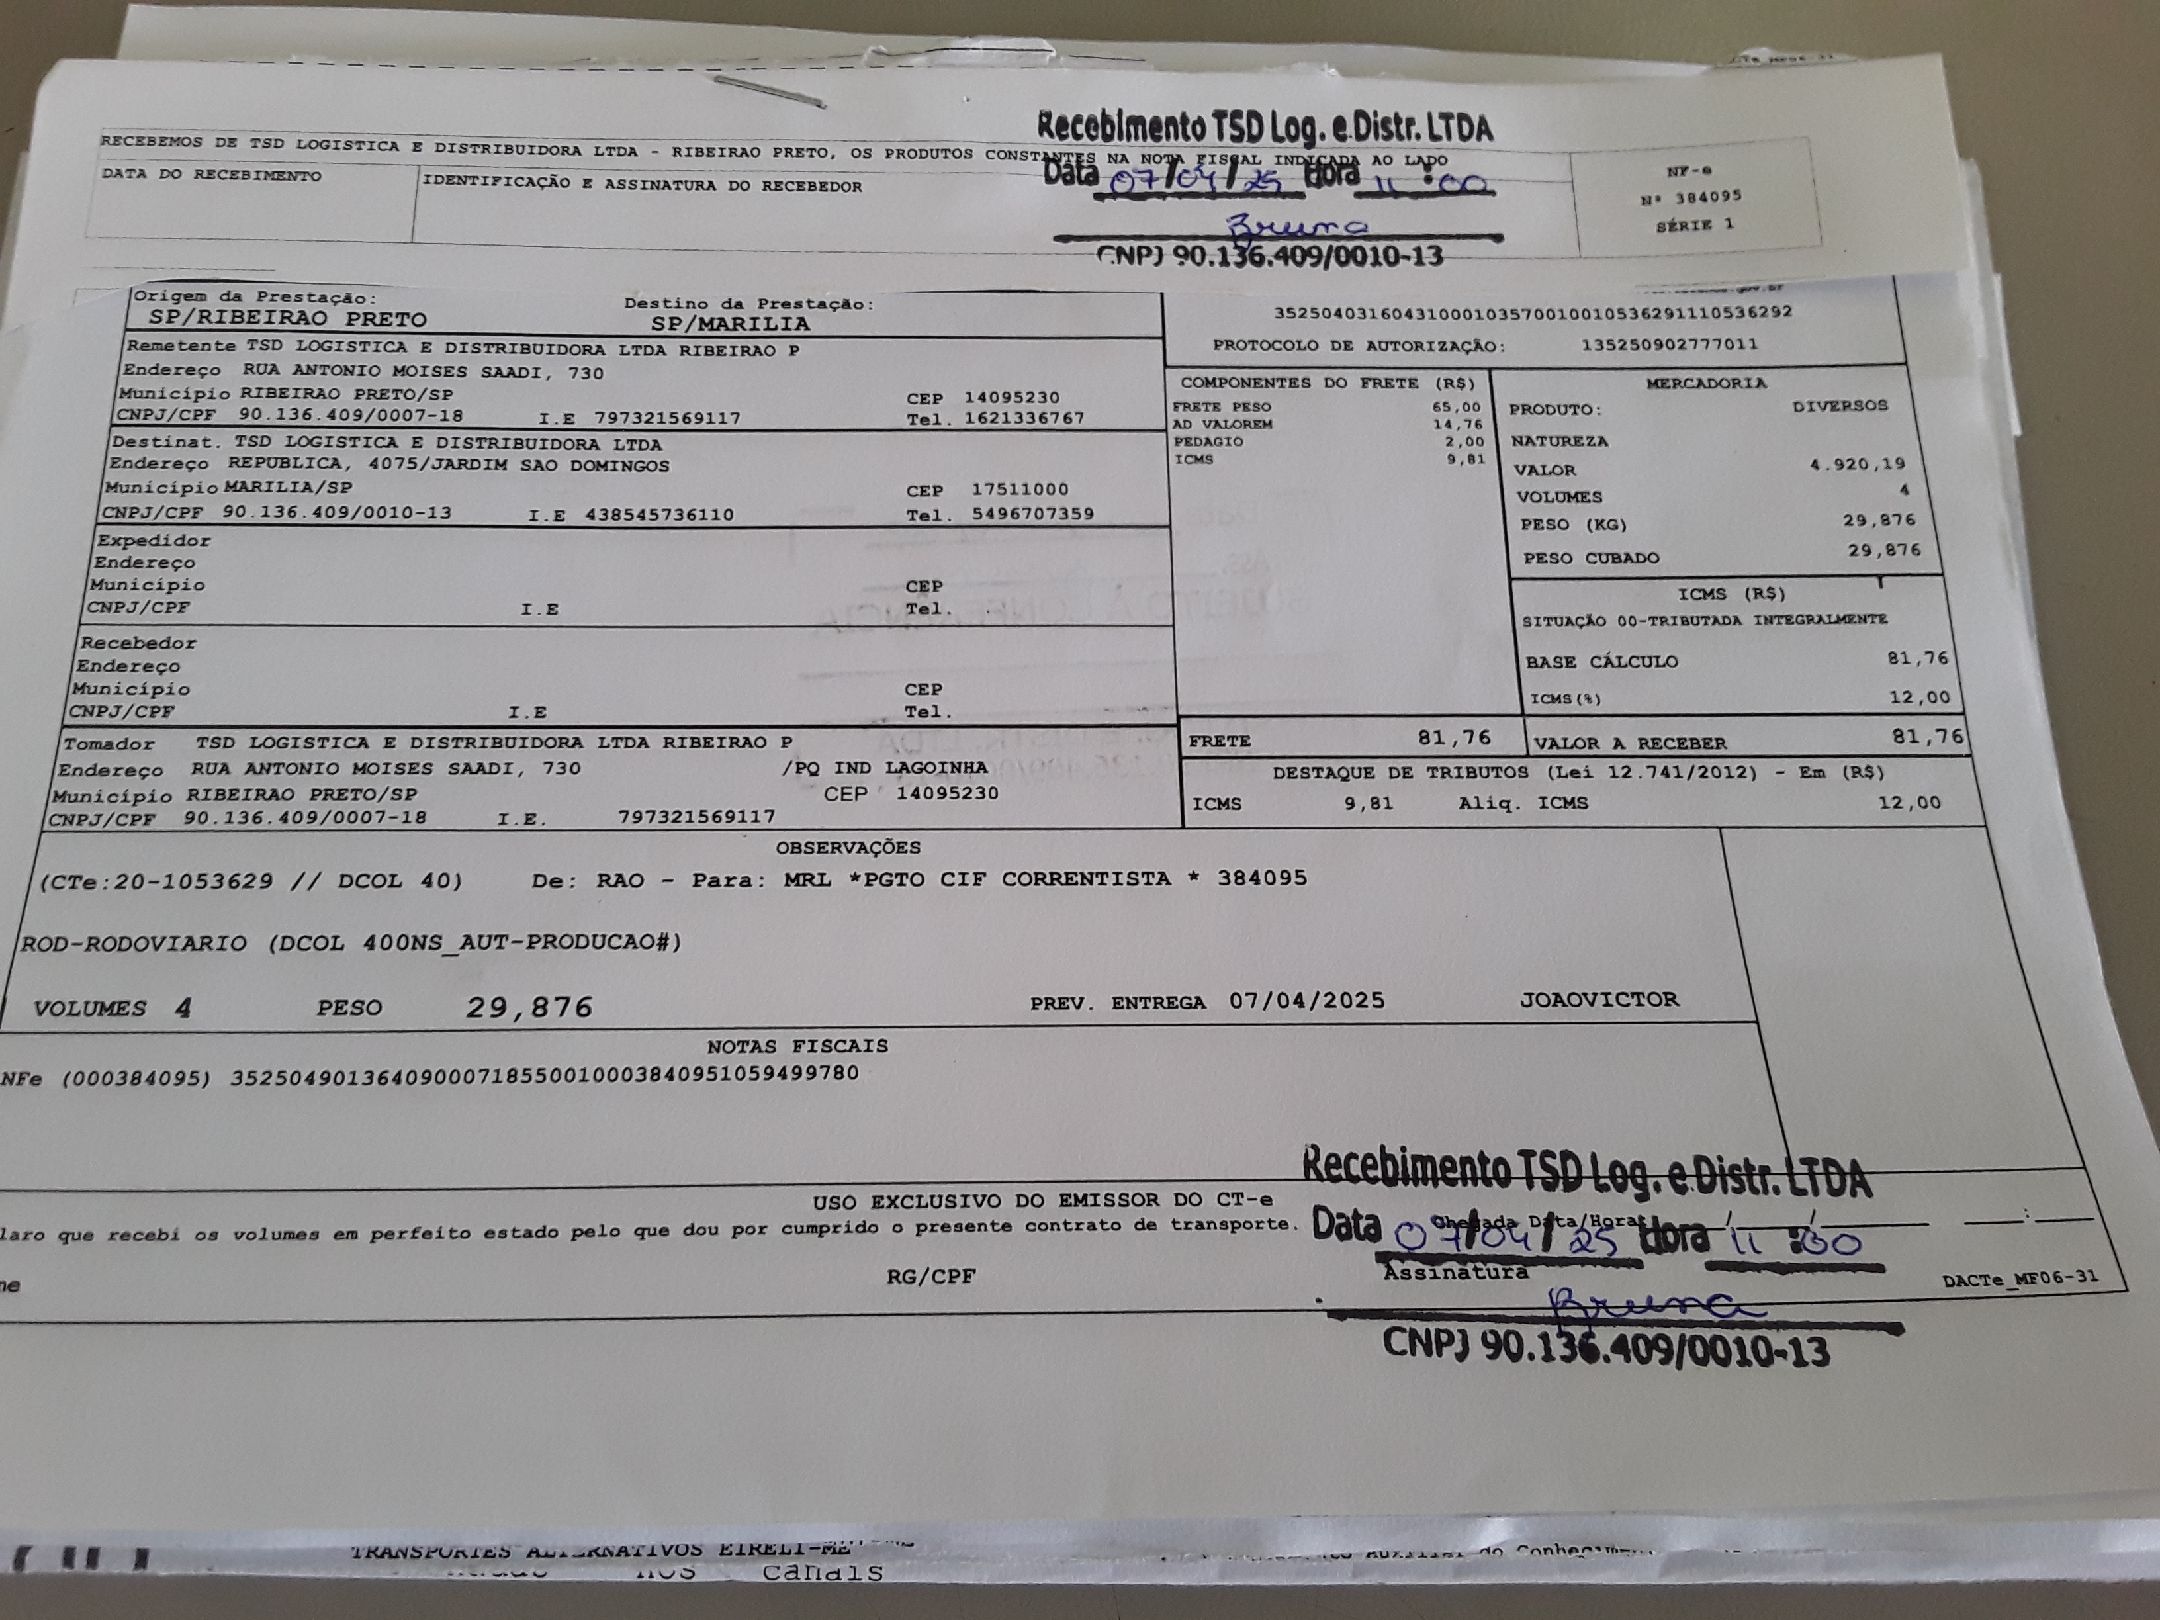 Recebimento TSD Log. e Distr. LTDA
RECEBEMOS DE TSD LOGISTICA E DISTRIBUIDORA LTDA - RIBEIRAO PRETO, OS PRODUTOS CONSTANTES NA NOTA FISCAL INDICADA AO LADO
DATA DO RECEBIMENTO IDENTIFICAÇÃO E ASSINATURA DO RECEBEDOR
Data 07/04/25 Hora 11:00
Bruna
CNPJ 90.136.409/0010-13
NF-e
Nº 384095
SÉRIE 1
Origem da Prestação: Destino da Prestação:
SP/RIBEIRAO PRETO SP/MARILIA
35250403160431000103570010010536291110536292
PROTOCOLO DE AUTORIZAÇÃO: 135250902777011
Remetente TSD LOGISTICA E DISTRIBUIDORA LTDA RIBEIRAO P
Endereço RUA ANTONIO MOISES SAADI, 730
Município RIBEIRAO PRETO/SP CEP 14095230
CNPJ/CPF 90.136.409/0007-18 I.E 797321569117 Tel. 1621336767
Destinat. TSD LOGISTICA E DISTRIBUIDORA LTDA
Endereço REPUBLICA, 4075/JARDIM SAO DOMINGOS
Município MARILIA/SP CEP 17511000
CNPJ/CPF 90.136.409/0010-13 I.E 438545736110 Tel. 5496707359
Expedidor
Endereço
Município CEP
CNPJ/CPF I.E Tel.
Recebedor
Endereço
Município CEP
CNPJ/CPF I.E Tel.
Tomador TSD LOGISTICA E DISTRIBUIDORA LTDA RIBEIRAO P
Endereço RUA ANTONIO MOISES SAADI, 730 /PQ IND LAGOINHA
Município RIBEIRAO PRETO/SP CEP 14095230
CNPJ/CPF 90.136.409/0007-18 I.E. 797321569117
COMPONENTES DO FRETE (R$)
FRETE PESO 65,00
AD VALOREM 14,76
PEDAGIO 2,00
ICMS 9,81
MERCADORIA
PRODUTO: DIVERSOS
NATUREZA
VALOR 4.920,19
VOLUMES 4
PESO (KG) 29,876
PESO CUBADO 29,876
ICMS (R$)
SITUAÇÃO 00-TRIBUTADA INTEGRALMENTE
BASE CÁLCULO 81,76
ICMS(%) 12,00
FRETE 81,76 VALOR A RECEBER 81,76
DESTAQUE DE TRIBUTOS (Lei 12.741/2012) - Em (R$)
ICMS 9,81 Aliq. ICMS 12,00
OBSERVAÇÕES
(CTe:20-1053629 // DCOL 40) De: RAO - Para: MRL *PGTO CIF CORRENTISTA * 384095
ROD-RODOVIARIO (DCOL 400NS_AUT-PRODUCAO#)
VOLUMES 4 PESO 29,876 PREV. ENTREGA 07/04/2025 JOAOVICTOR
NOTAS FISCAIS
NFe (000384095) 35250490136409000718550010003840951059499780
Recebimento TSD Log. e Distr. LTDA
USO EXCLUSIVO DO EMISSOR DO CT-e
laro que recebi os volumes em perfeito estado pelo que dou por cumprido o presente contrato de transporte. Chegada Data/Hora: / / :
Data 07/04/25 Hora 11:00
me RG/CPF Assinatura DACTe_MF06-31
Bruna
CNPJ 90.136.409/0010-13
TRANSPORTES ALTERNATIVOS EIRELI-ME
nos canais